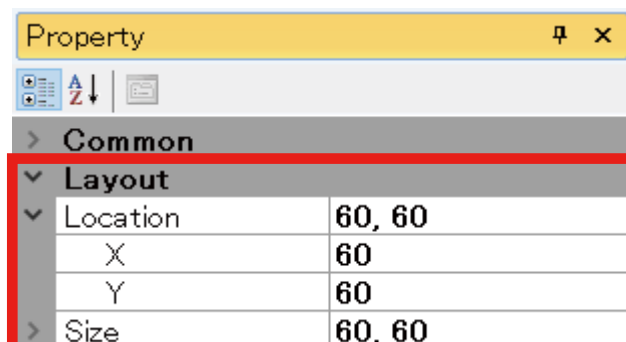 Property
Common
Layout
Location 60, 60
X 60
Y 60
Size 60, 60